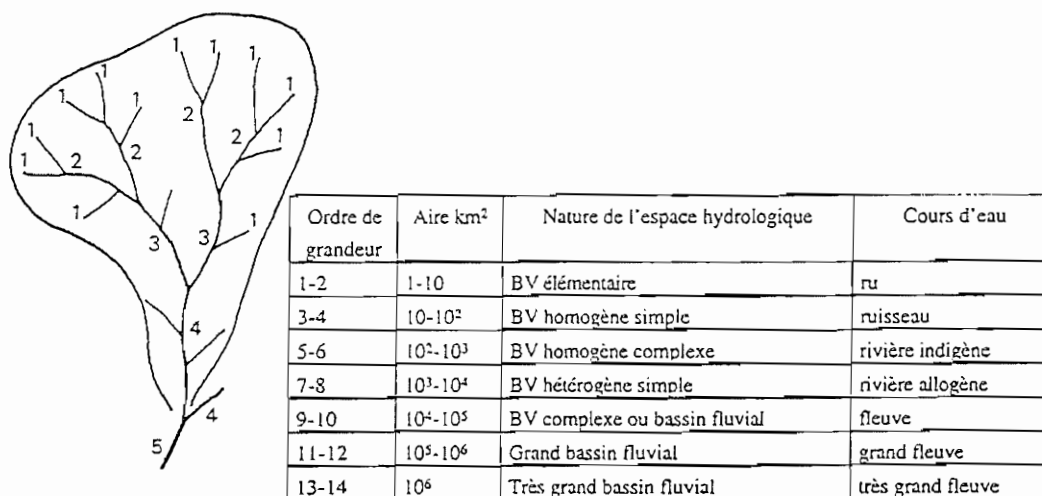 1 1 1
1 1
1
1 1 1
2
1 2 1
1 2 2
1 1
3 3
4
4
5
Ordre de grandeur | Aire km² | Nature de l'espace hydrologique | Cours d'eau
1-2 | 1-10 | BV élémentaire | ru
3-4 | 10-10² | BV homogène simple | ruisseau
5-6 | 10²-10³ | BV homogène complexe | rivière indigène
7-8 | 10³-10⁴ | BV hétérogène simple | rivière allogène
9-10 | 10⁴-10⁵ | BV complexe ou bassin fluvial | fleuve
11-12 | 10⁵-10⁶ | Grand bassin fluvial | grand fleuve
13-14 | 10⁶ | Très grand bassin fluvial | très grand fleuve